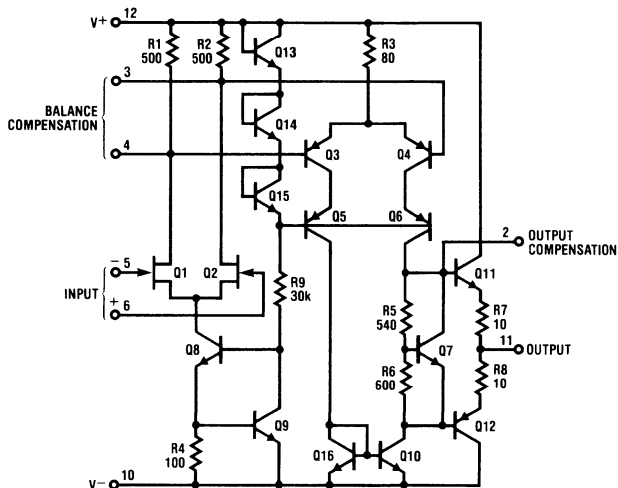 V+ 12
R1 500
R2 500
Q13
R3 80
3
BALANCE COMPENSATION
Q14
4
Q3
Q4
Q15
Q5
Q6
2 OUTPUT COMPENSATION
− 5
Q1
Q2
Q11
INPUT
R9 30k
R5 540
R7 10
+ 6
11 OUTPUT
Q8
Q7
R6 600
R8 10
Q9
Q12
R4 100
Q16
Q10
V− 10